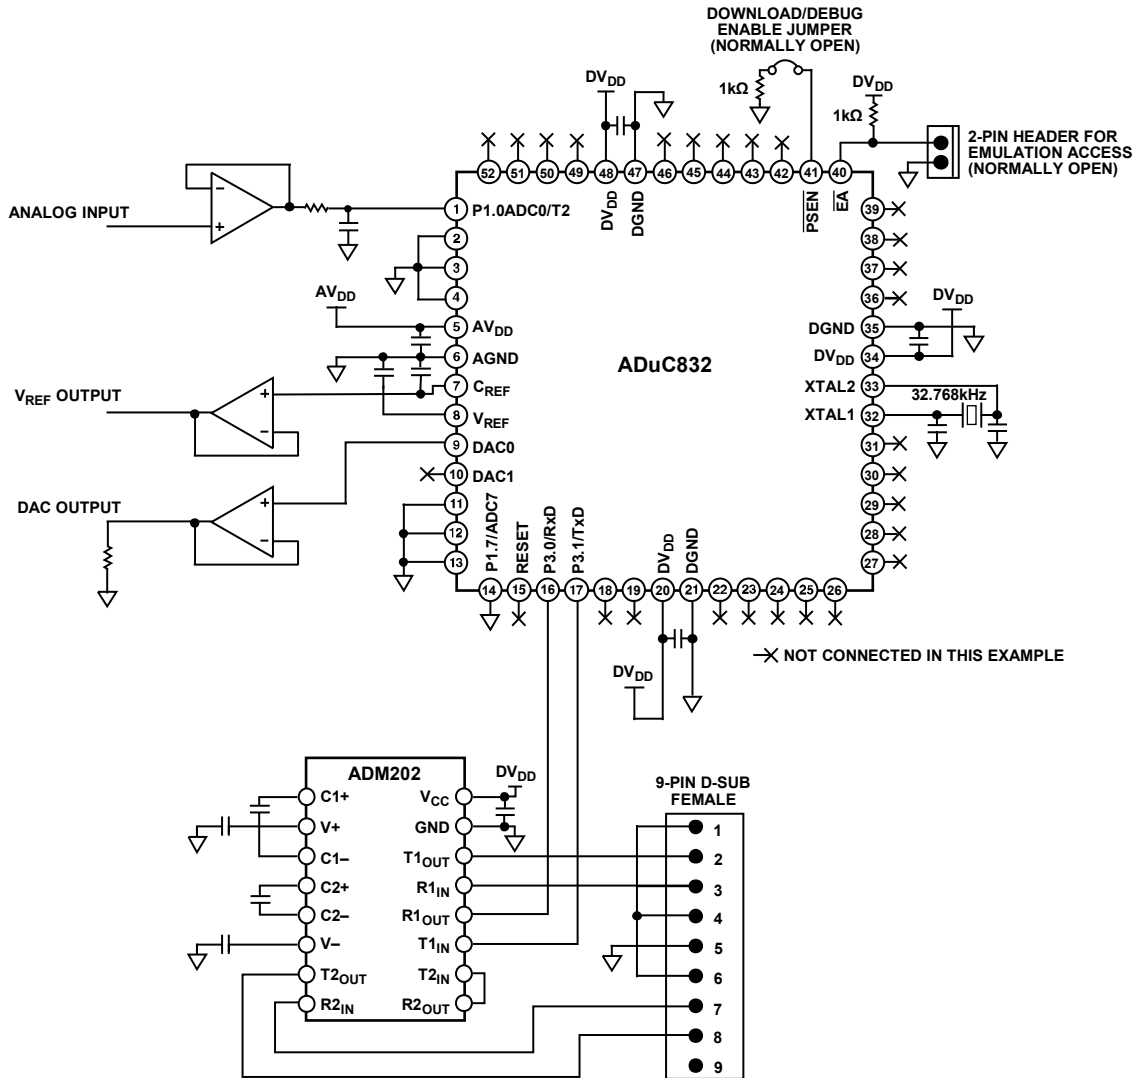 DOWNLOAD/DEBUG
ENABLE JUMPER
(NORMALLY OPEN)
DVDD
1kΩ
DVDD
1kΩ
2-PIN HEADER FOR
EMULATION ACCESS
(NORMALLY OPEN)
52 51 50 49 48 47 46 45 44 43 42 41 40
DVDD
DGND
PSEN
EA
ANALOG INPUT
1 P1.0ADC0/T2
2
3
4
AVDD
5 AVDD
6 AGND
7 CREF
VREF OUTPUT
8 VREF
9 DAC0
10 DAC1
DAC OUTPUT
11
12
13
ADuC832
39
38
37
36
DVDD
DGND 35
DVDD 34
XTAL2 33
32.768kHz
XTAL1 32
31
30
29
28
27
P1.7/ADC7
RESET
P3.0/RxD
P3.1/TxD
DVDD
DGND
14 15 16 17 18 19 20 21 22 23 24 25 26
NOT CONNECTED IN THIS EXAMPLE
DVDD
ADM202
DVDD
C1+
V+
C1–
C2+
C2–
V–
T2OUT
R2IN
VCC
GND
T1OUT
R1IN
R1OUT
T1IN
T2IN
R2OUT
9-PIN D-SUB
FEMALE
1
2
3
4
5
6
7
8
9
+
–
+
–
+
–